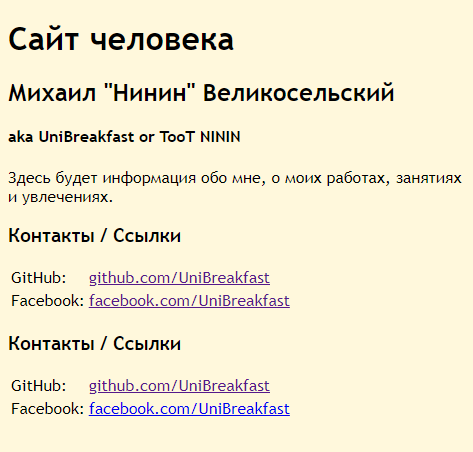 Сайт человека
Михаил "Нинин" Великосельский
aka UniBreakfast or TooT NININ
Здесь будет информация обо мне, о моих работах, занятиях
и увлечениях.
Контакты / Ссылки
GitHub: github.com/UniBreakfast
Facebook: facebook.com/UniBreakfast
Контакты / Ссылки
GitHub: github.com/UniBreakfast
Facebook: facebook.com/UniBreakfast